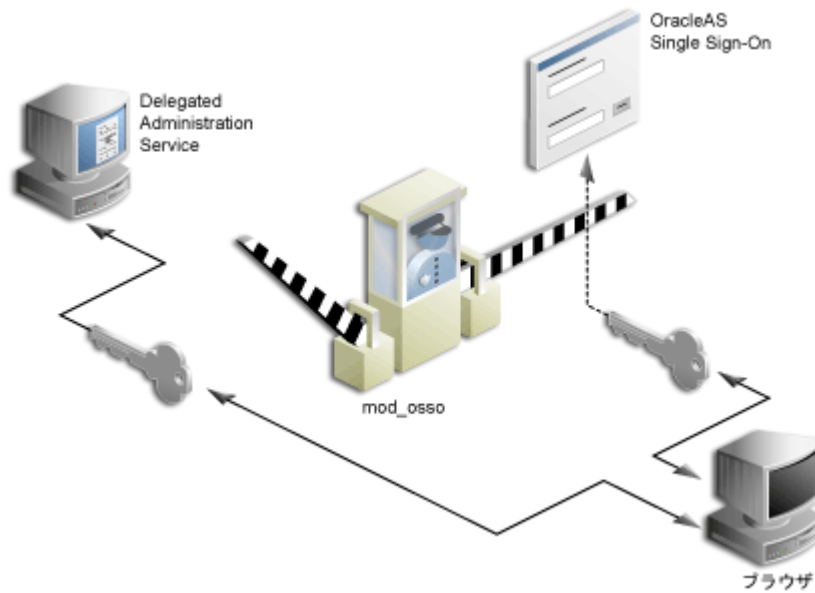 OracleAS
Single Sign-On
Delegated
Administration
Service
mod_osso
ブラウザ